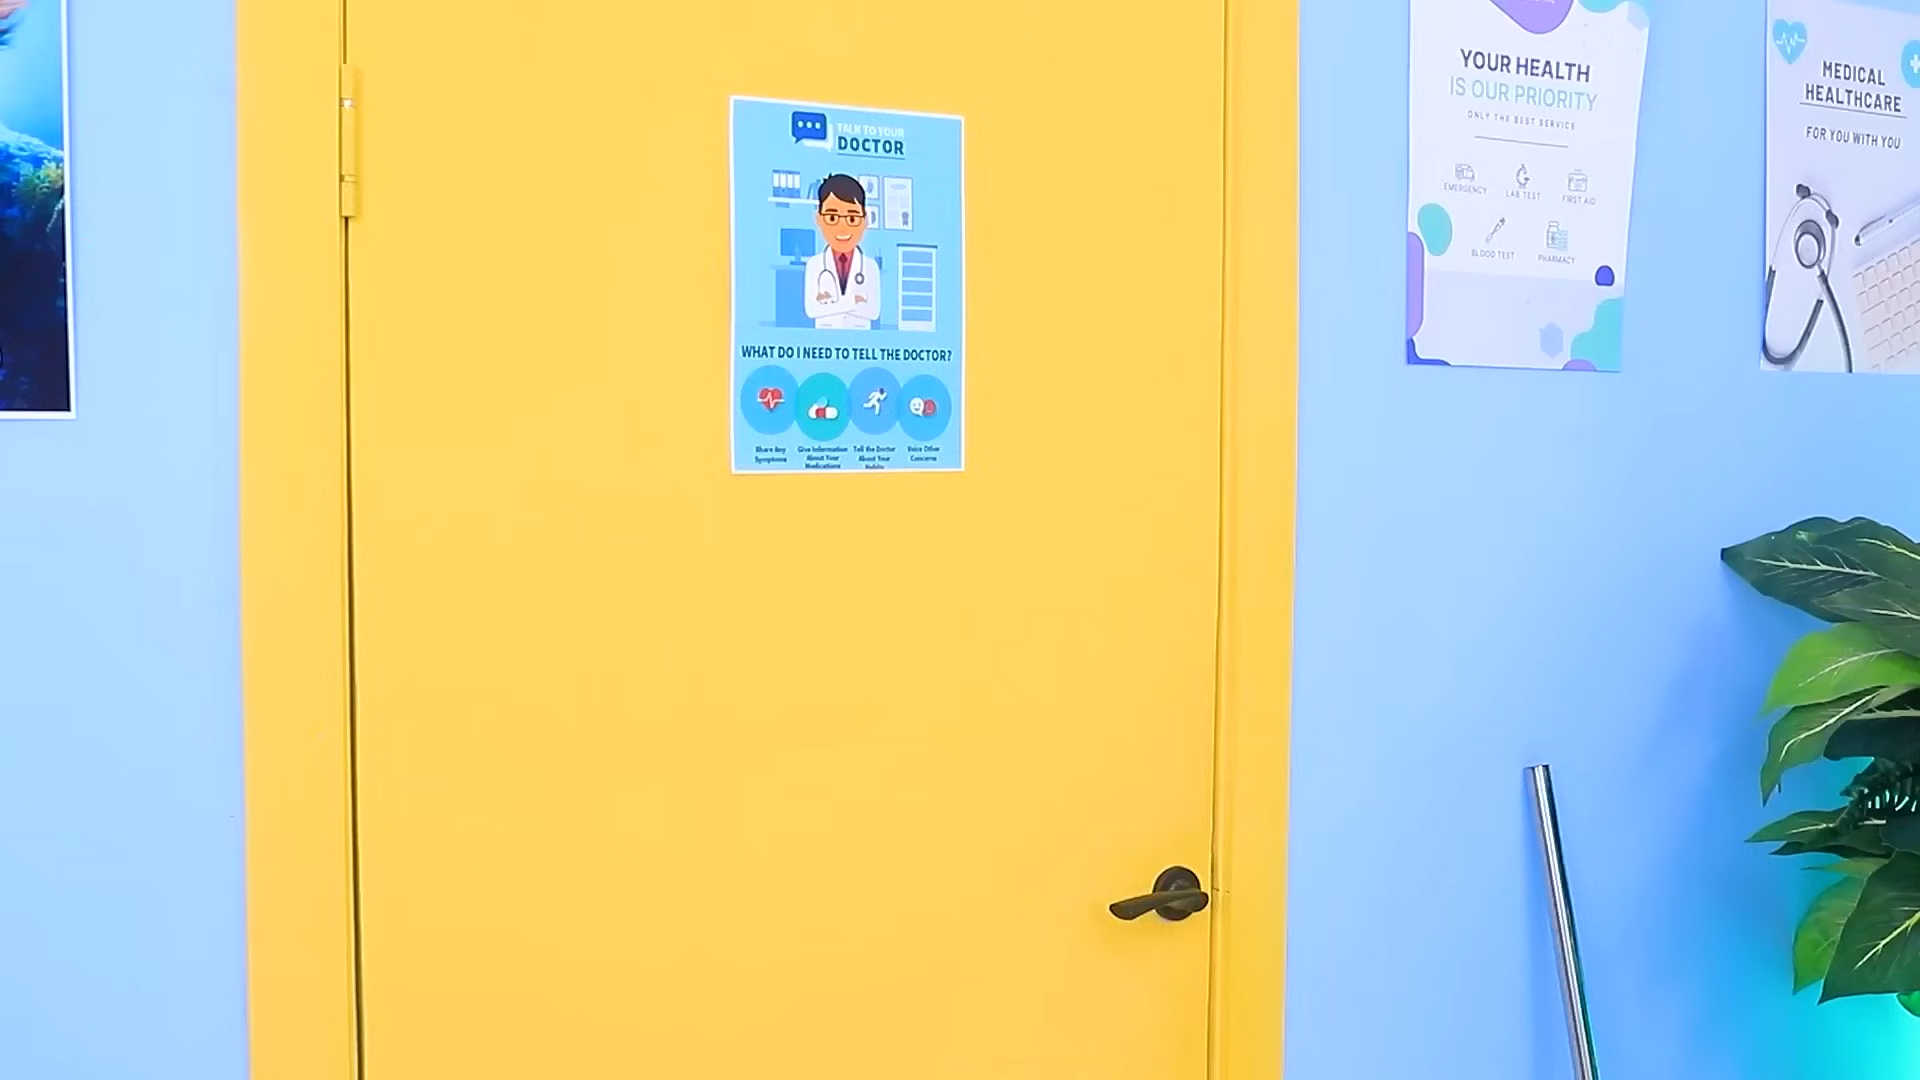 TALK TO YOUR
DOCTOR
WHAT DO I NEED TO TELL THE DOCTOR?
Share Any
Symptoms
Give Information
About Your
Medications
Tell the Doctor
About Your
Habits
Voice Other
Concerns
YOUR HEALTH
IS OUR PRIORITY
ONLY THE BEST SERVICE
EMERGENCY
LAB TEST
FIRST AID
BLOOD TEST
PHARMACY
MEDICAL
HEALTHCARE
FOR YOU WITH YOU